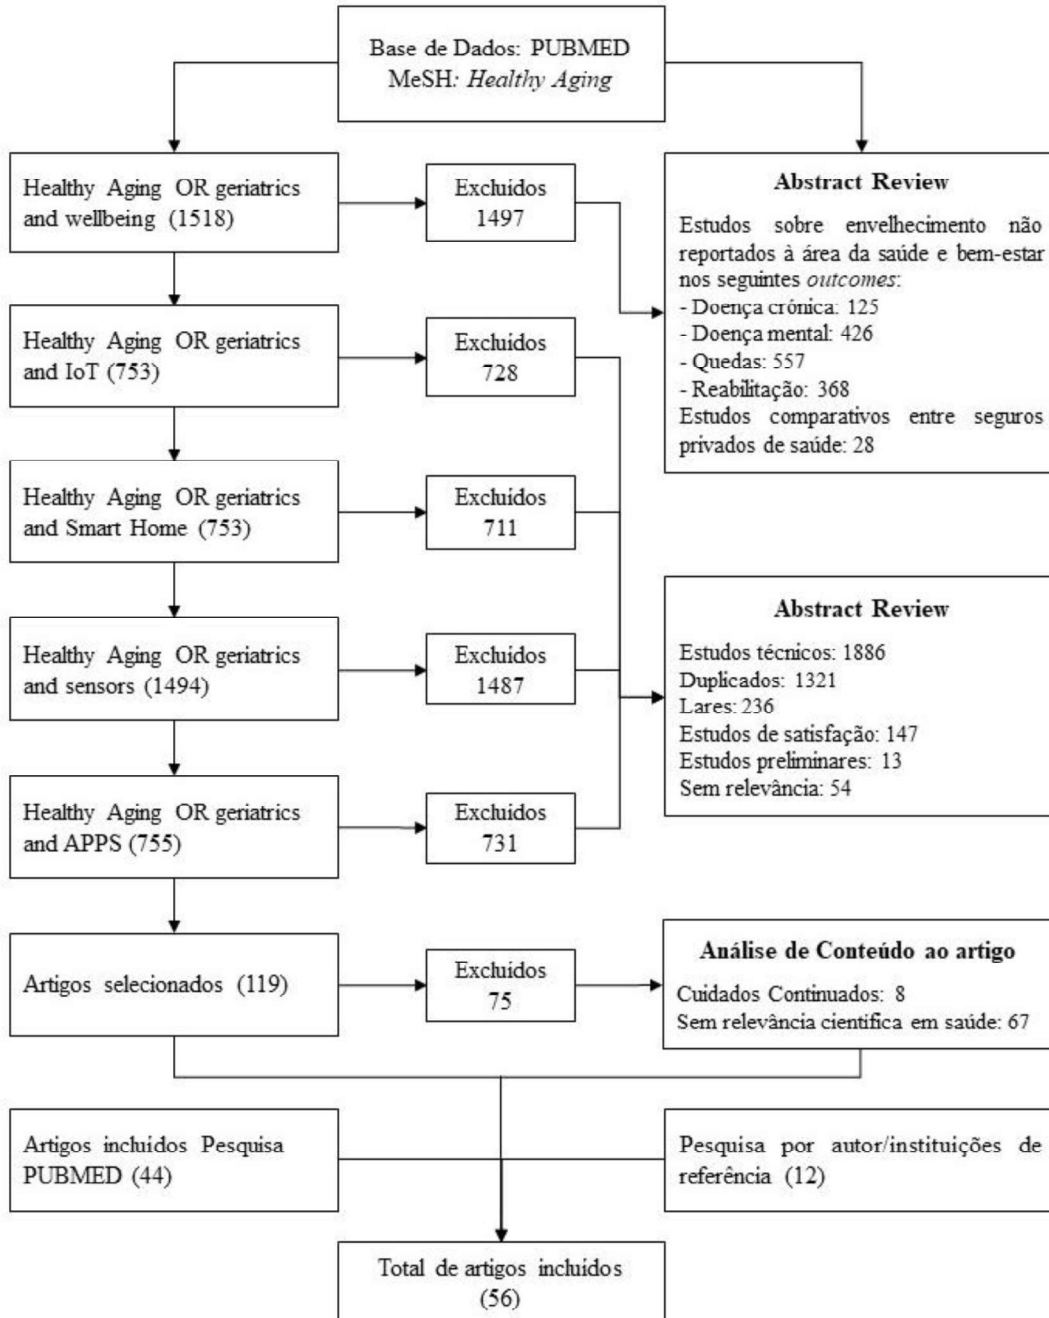 Base de Dados: PUBMED
MeSH: Healthy Aging
Healthy Aging OR geriatrics
and wellbeing (1518)
Excluídos
1497
Abstract Review
Estudos sobre envelhecimento não
reportados à área da saúde e bem-estar
nos seguintes outcomes:
- Doença crónica: 125
- Doença mental: 426
- Quedas: 557
- Reabilitação: 368
Estudos comparativos entre seguros
privados de saúde: 28
Healthy Aging OR geriatrics
and IoT (753)
Excluídos
728
Healthy Aging OR geriatrics
and Smart Home (753)
Excluídos
711
Healthy Aging OR geriatrics
and sensors (1494)
Excluídos
1487
Abstract Review
Estudos técnicos: 1886
Duplicados: 1321
Lares: 236
Estudos de satisfação: 147
Estudos preliminares: 13
Sem relevância: 54
Healthy Aging OR geriatrics
and APPS (755)
Excluídos
731
Artigos selecionados (119)
Excluídos
75
Análise de Conteúdo ao artigo
Cuidados Continuados: 8
Sem relevância científica em saúde: 67
Artigos incluídos Pesquisa
PUBMED (44)
Pesquisa por autor/instituições de
referência (12)
Total de artigos incluídos
(56)